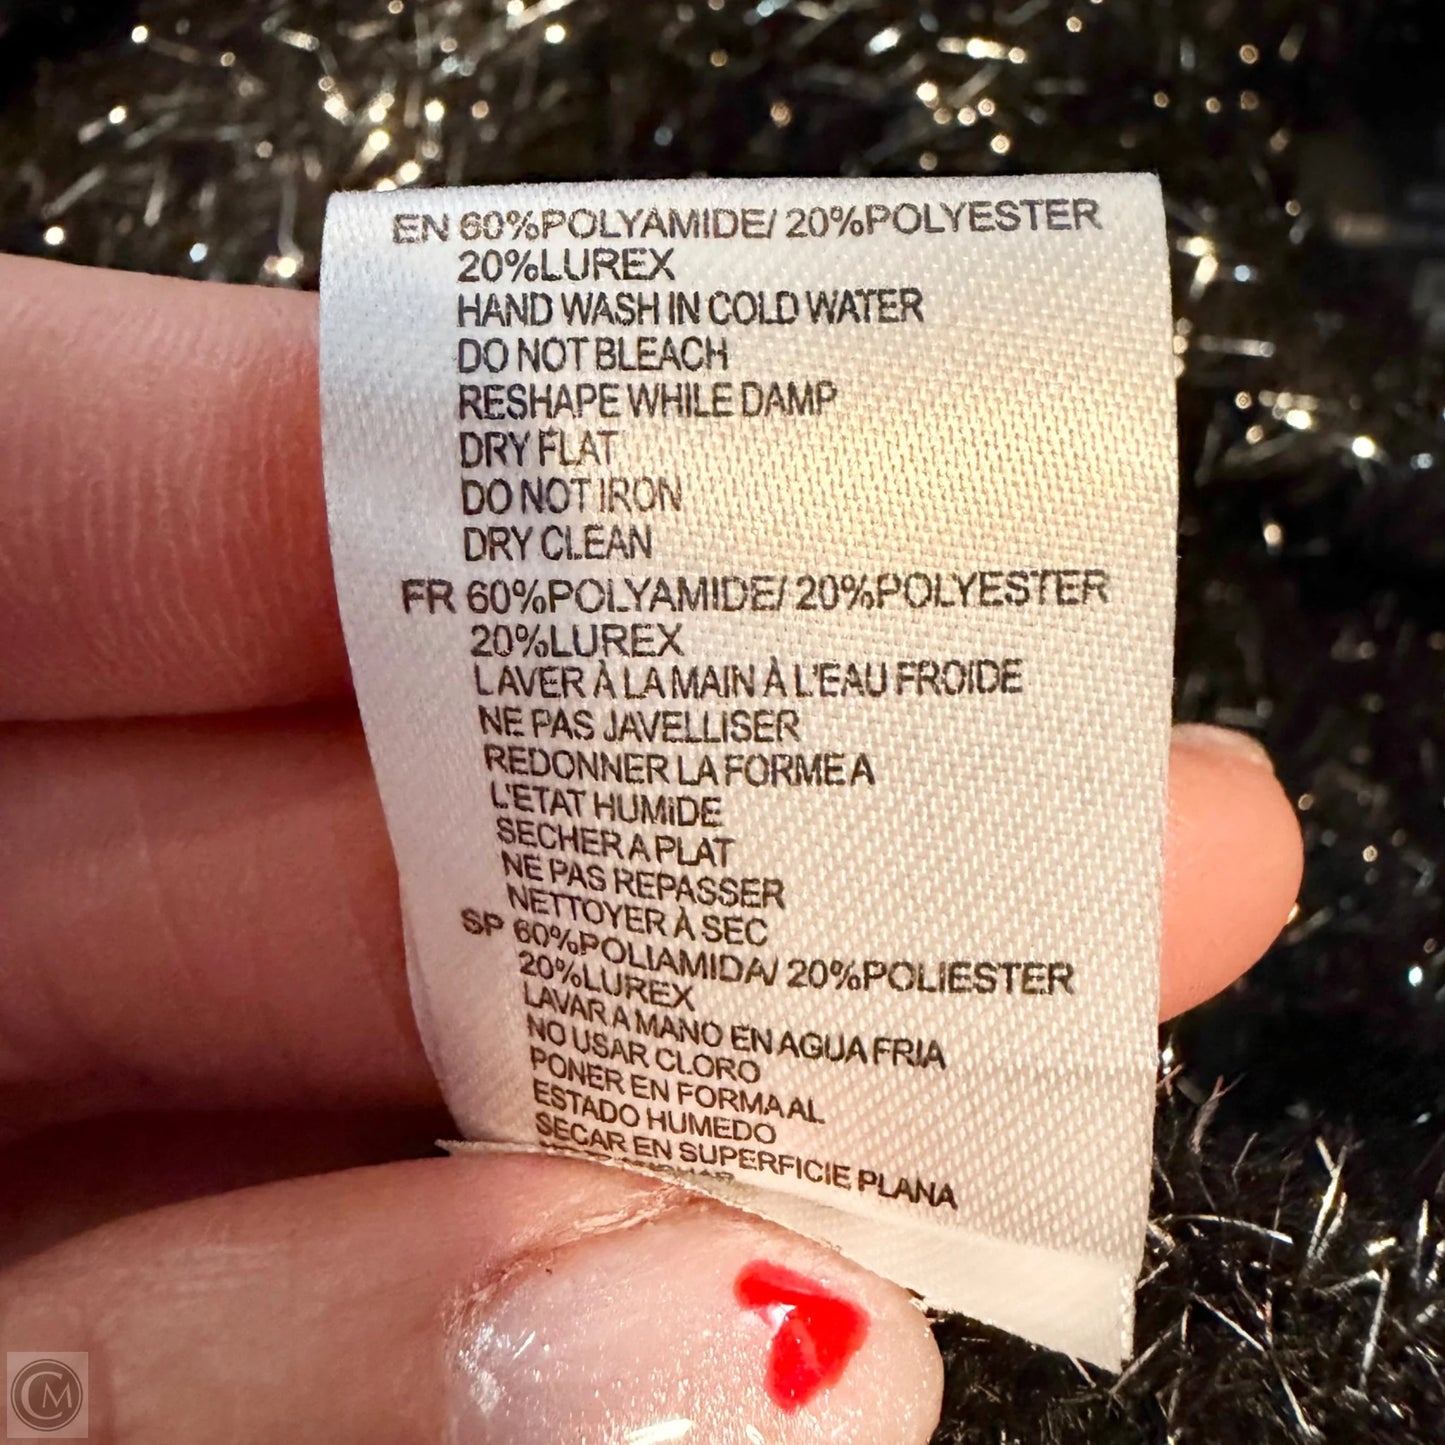 EN 60%POLYAMIDE/ 20%POLYESTER
20%LUREX
HAND WASH IN COLD WATER
DO NOT BLEACH
RESHAPE WHILE DAMP
DRY FLAT
DO NOT IRON
DRY CLEAN
FR 60%POLYAMIDE/ 20%POLYESTER
20%LUREX
LAVER À LA MAIN À L'EAU FROIDE
NE PAS JAVELLISER
REDONNER LA FORME A
L'ETAT HUMIDE
SECHER A PLAT
NE PAS REPASSER
NETTOYER À SEC
SP 60%POLIAMIDA/ 20%POLIESTER
20%LUREX
LAVAR A MANO EN AGUA FRIA
NO USAR CLORO
PONER EN FORMA AL
ESTADO HUMEDO
SECAR EN SUPERFICIE PLANA
CM